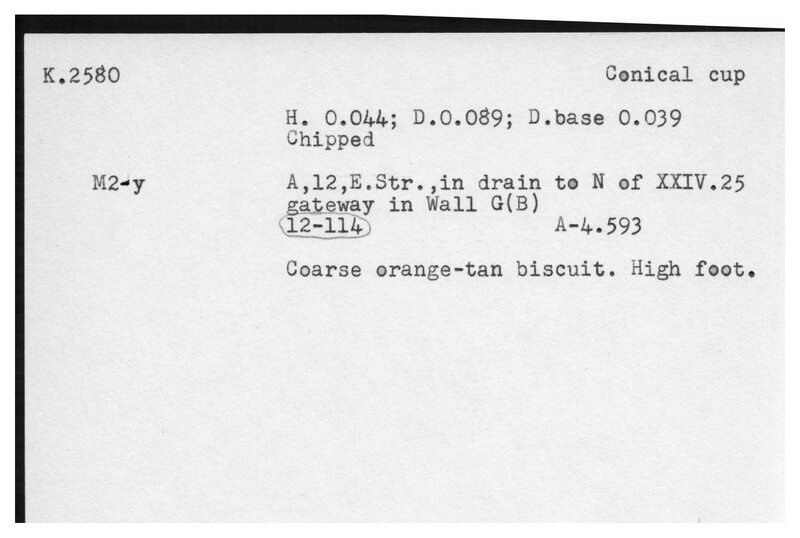 K.2580 Conical cup
H. 0.044; D.0.089; D.base 0.039
Chipped
M2-y A,12,E.Str.,in drain to N of XXIV.25
gateway in Wall G(B)
12-114 A-4.593
Coarse orange-tan biscuit. High foot.